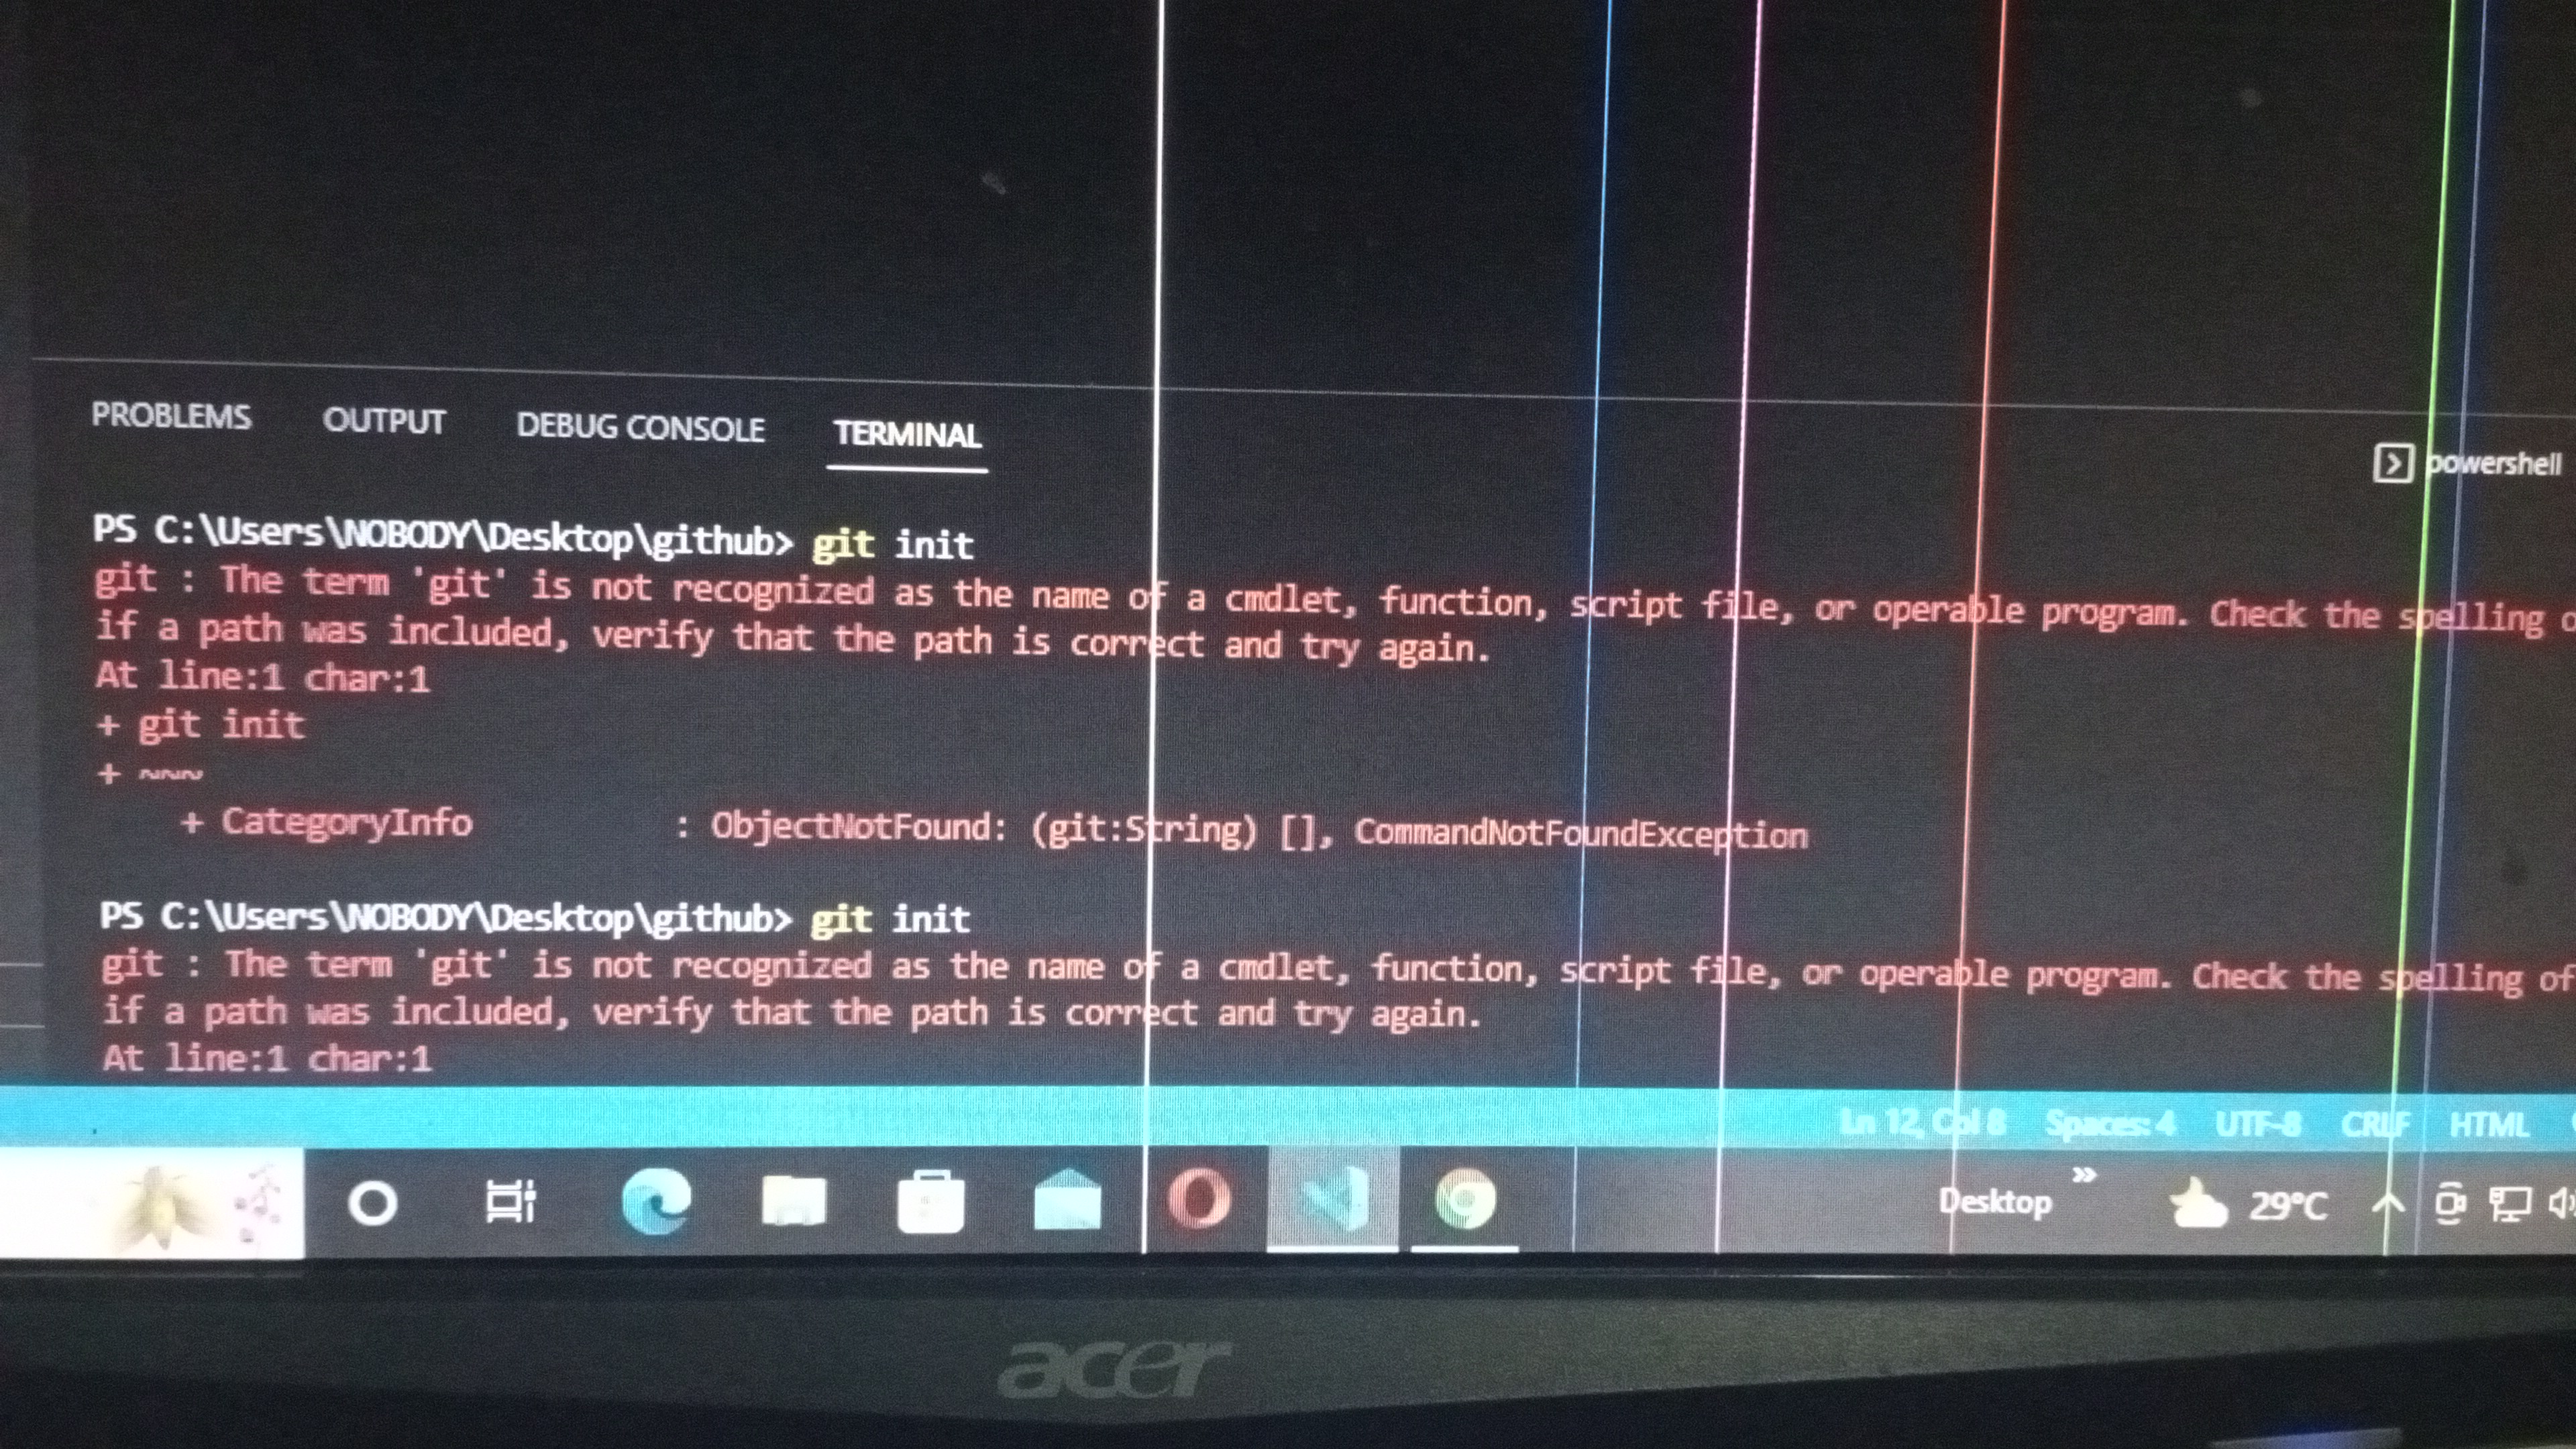 PROBLEMS OUTPUT DEBUG CONSOLE TERMINAL
powershell
PS C:\Users\NOBODY\Desktop\github> git init
git : The term 'git' is not recognized as the name of a cmdlet, function, script file, or operable program. Check the spelling
if a path was included, verify that the path is correct and try again.
At line:1 char:1
+ git init
+ ~~~
+ CategoryInfo : ObjectNotFound: (git:String) [], CommandNotFoundException
PS C:\Users\NOBODY\Desktop\github> git init
git : The term 'git' is not recognized as the name of a cmdlet, function, script file, or operable program. Check the spelling of
if a path was included, verify that the path is correct and try again.
At line:1 char:1
Ln 12, Col 8 Spaces: 4 UTF-8 CRLF HTML
Desktop 29°C
acer